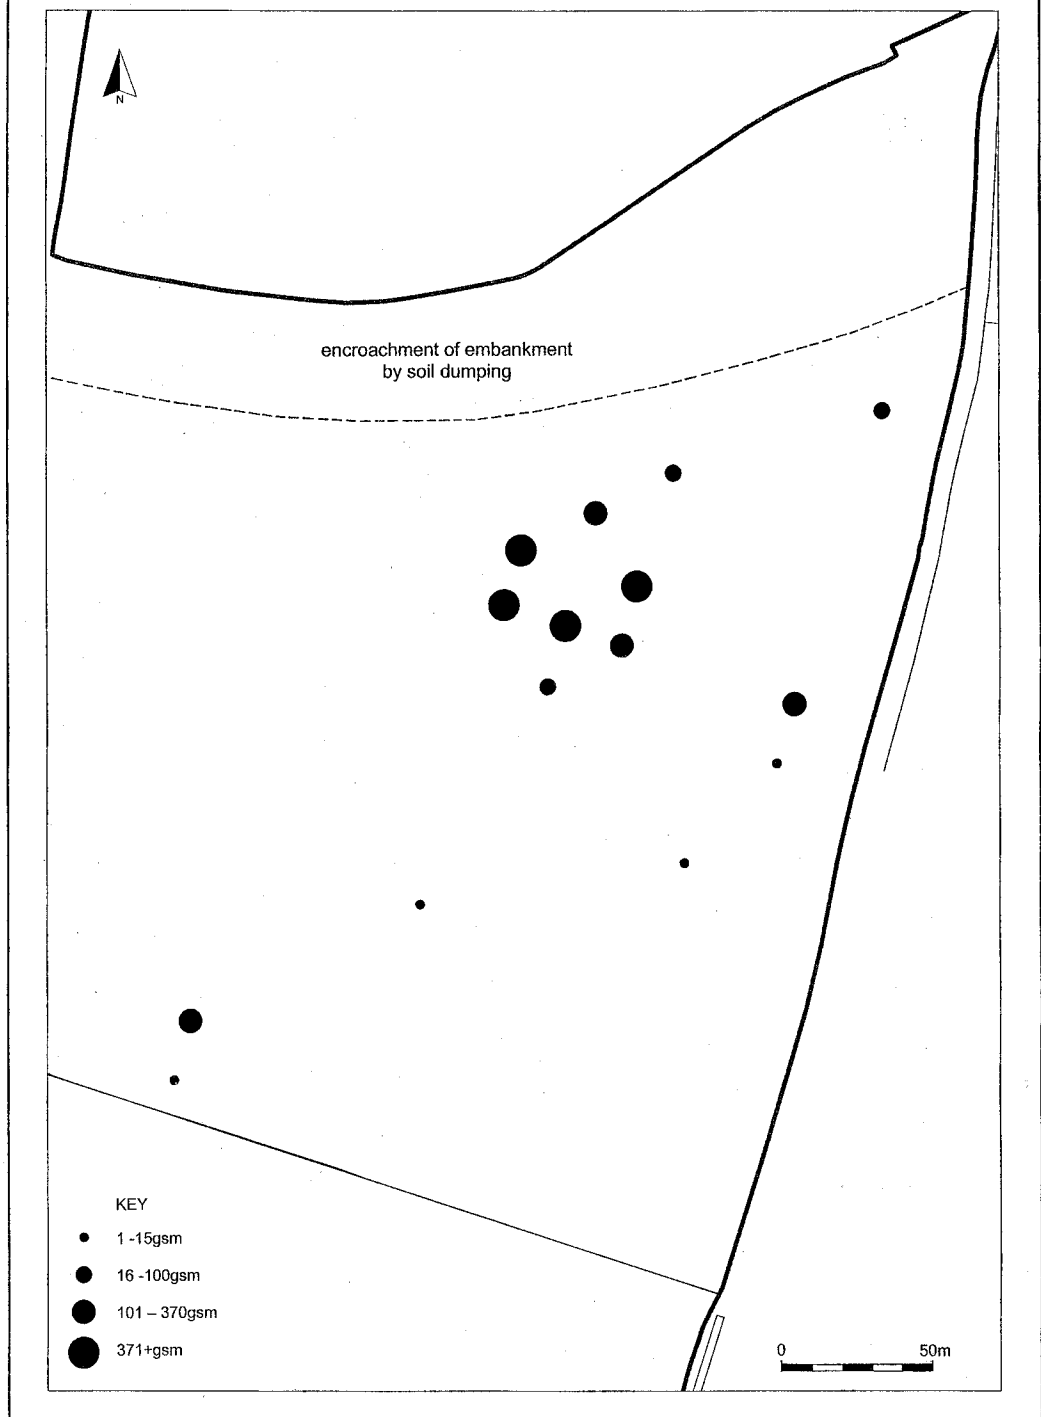 N
encroachment of embankment
by soil dumping
KEY
1 -15gsm
16 -100gsm
101 – 370gsm
371+gsm
0 50m